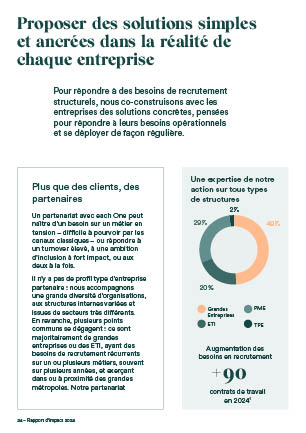 Proposer des solutions simples
et ancrées dans la réalité de
chaque entreprise
Pour répondre à des besoins de recrutement
structurels, nous co-construisons avec les
entreprises des solutions concrètes, pensées
pour répondre à leurs besoins opérationnels
et se déployer de façon régulière.
Plus que des clients, des
partenaires
Un partenariat avec each One peut
naître d'un besoin sur un métier en
tension – difficile à pourvoir par les
canaux classiques – ou répondre à
un turnover élevé, à une ambition
d'inclusion à fort impact, ou aux
deux à la fois.
Il n'y a pas de profil type d'entreprise
partenaire : nous accompagnons
une grande diversité d'organisations,
aux structures internes variées et
issues de secteurs très différents.
En revanche, plusieurs points
communs se dégagent : ce sont
majoritairement de grandes
entreprises ou des ETI, ayant des
besoins de recrutement récurrents
sur un ou plusieurs métiers, souvent
sur plusieurs régions, et exerçant
dans ou à proximité des grandes
métropoles. Notre partenariat
Une expertise de notre
action sur tous types
de structures
2%
29%
49%
20%
Grandes
Entreprises
PME
ETI
TPE
Augmentation des
besoins en recrutement
+90
contrats de travail
en 2024¹
24 – Rapport d'impact 2024